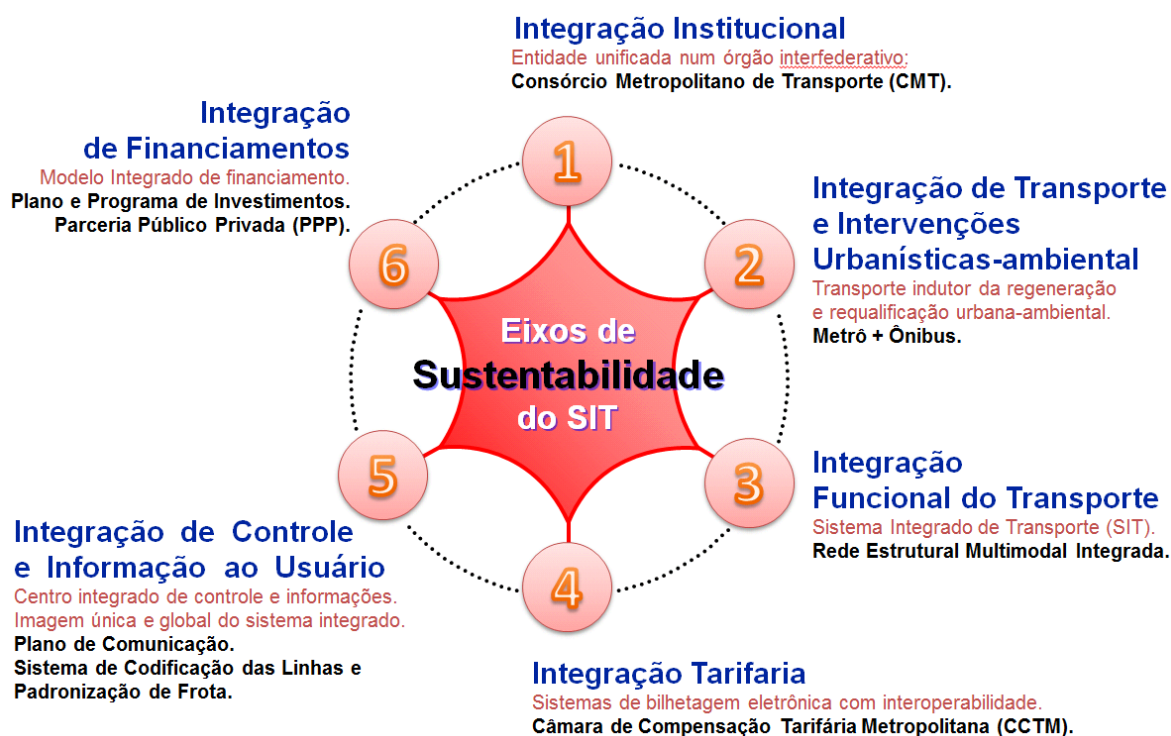 Integração Institucional
Entidade unificada num órgão interfederativo:
Consórcio Metropolitano de Transporte (CMT).
1
Integração de Transporte
e Intervenções
Urbanísticas-ambiental
Transporte indutor da regeneração
e requalificação urbana-ambiental.
Metrô + Ônibus.
2
Integração
Funcional do Transporte
Sistema Integrado de Transporte (SIT).
Rede Estrutural Multimodal Integrada.
3
Integração Tarifaria
Sistemas de bilhetagem eletrônica com interoperabilidade.
Câmara de Compensação Tarifária Metropolitana (CCTM).
4
Integração de Controle
e Informação ao Usuário
Centro integrado de controle e informações.
Imagem única e global do sistema integrado.
Plano de Comunicação.
Sistema de Codificação das Linhas e
Padronização de Frota.
5
Integração
de Financiamentos
Modelo Integrado de financiamento.
Plano e Programa de Investimentos.
Parceria Público Privada (PPP).
6
Eixos de
Sustentabilidade
do SIT